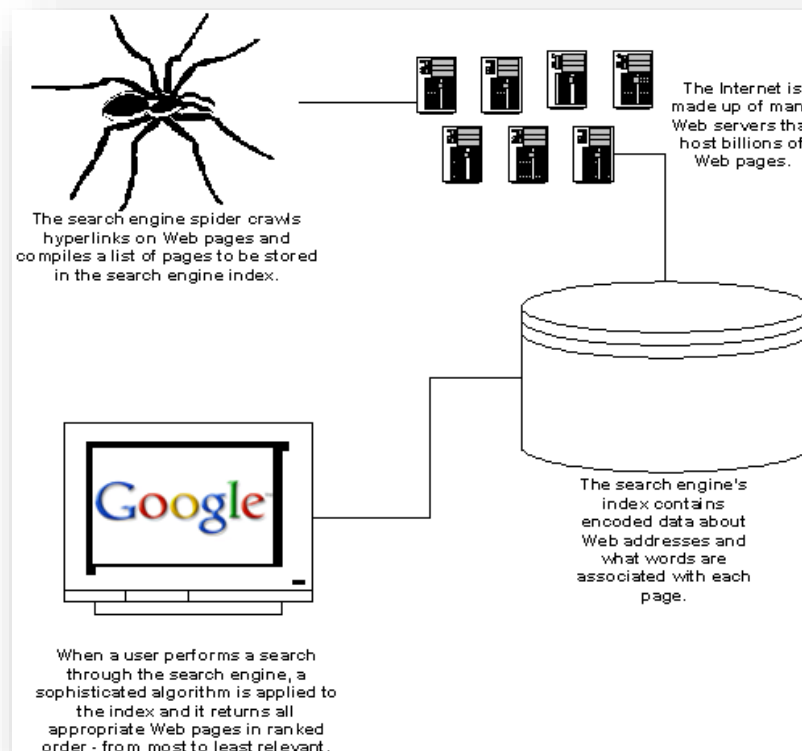 The Internet is
made up of man
Web servers tha
host billions of
Web pages.
The search engine spider crawls
hyperlinks on Web pages and
compiles a list of pages to be stored
in the search engine index.
Google
The search engine's
index contains
encoded data about
Web addresses and
what words are
associated with each
page.
When a user performs a search
through the search engine, a
sophisticated algorithm is applied to
the index and it returns all
appropriate Web pages in ranked
order - from most to least relevant.